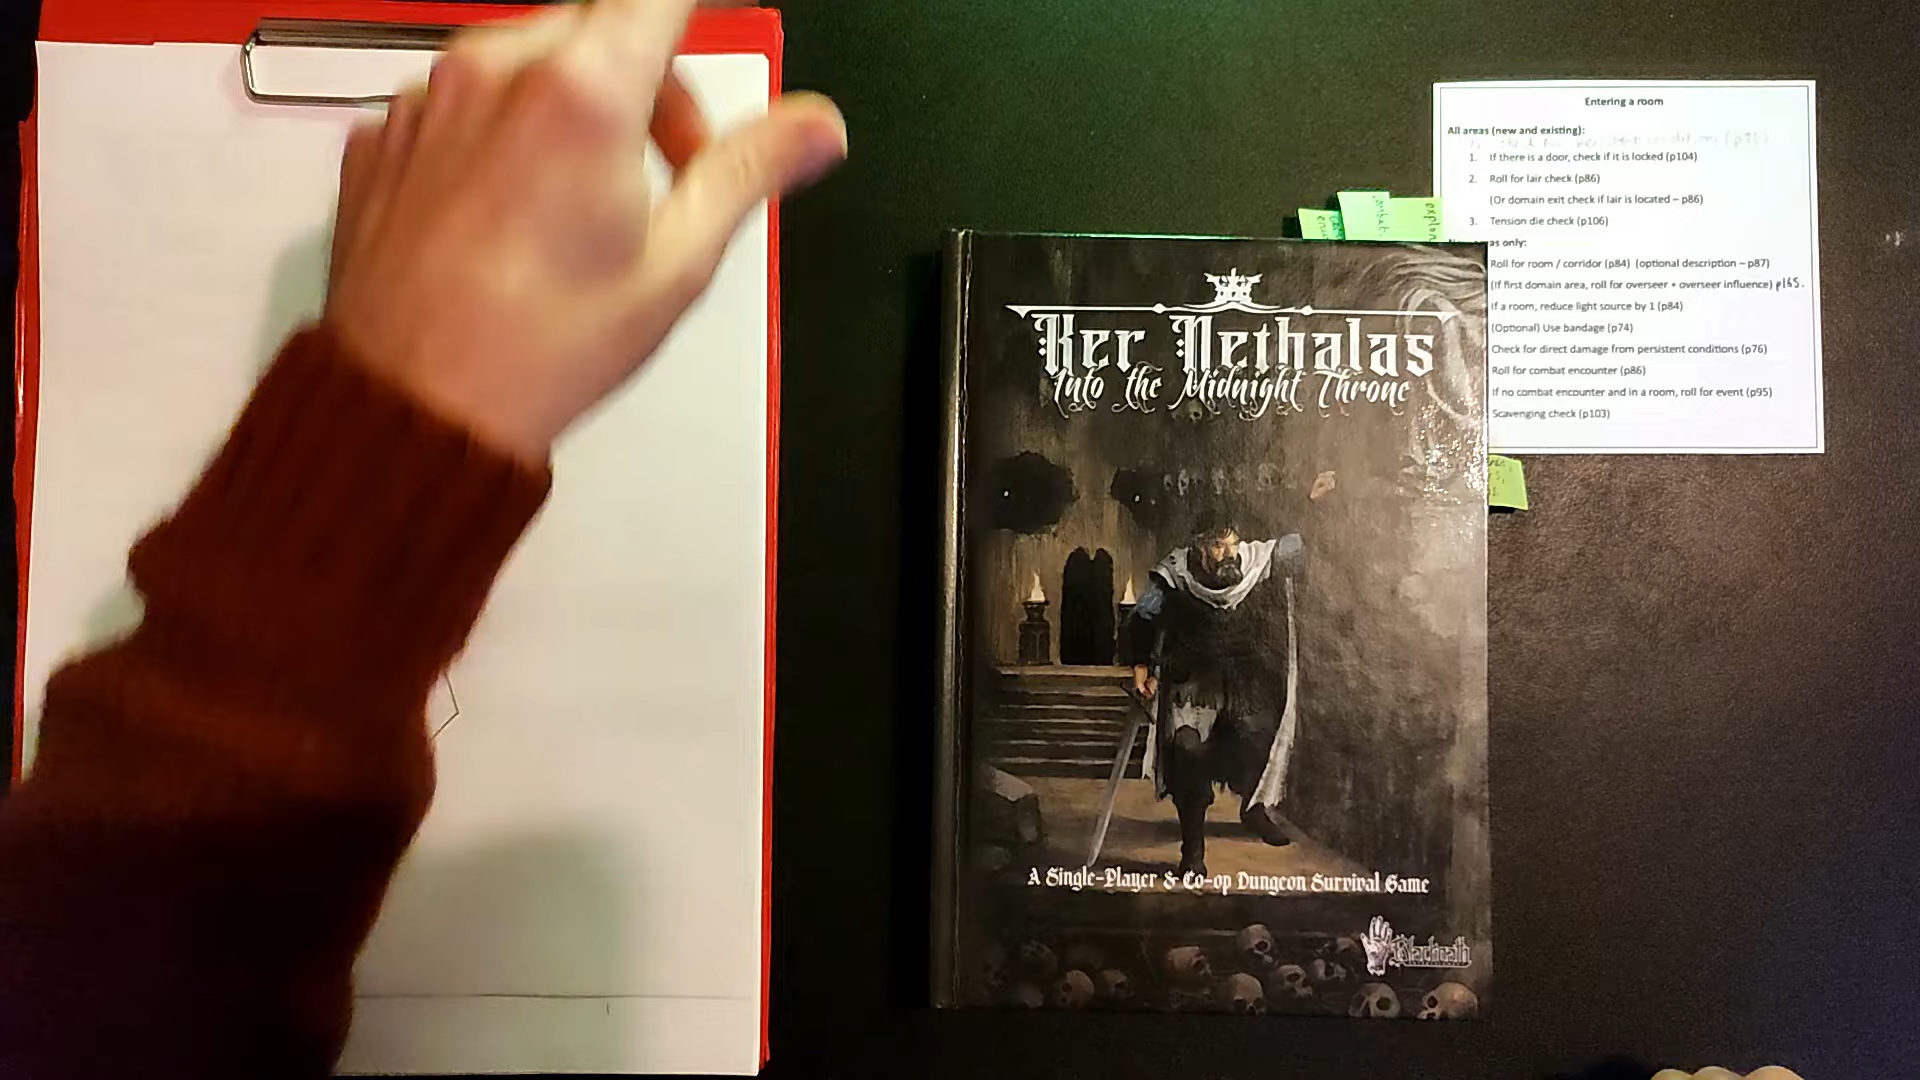 Entering a room
All areas (new and existing):
1. If there is a door, check if it is locked (p104)
2. Roll for lair check (p86)
(Or domain exit check if lair is located – p86)
3. Tension die check (p106)
as only:
Roll for room / corridor (p84) (optional description – p87)
(If first domain area, roll for overseer + overseer influence) p165.
If a room, reduce light source by 1 (p84)
(Optional) Use bandage (p74)
Check for direct damage from persistent conditions (p76)
Roll for combat encounter (p86)
If no combat encounter and in a room, roll for event (p95)
Scavenging check (p103)
combat.
explor
Ker Nethalas
Into the Midnight Throne
A Single-Player & Co-op Dungeon Survival Game
Blackoath